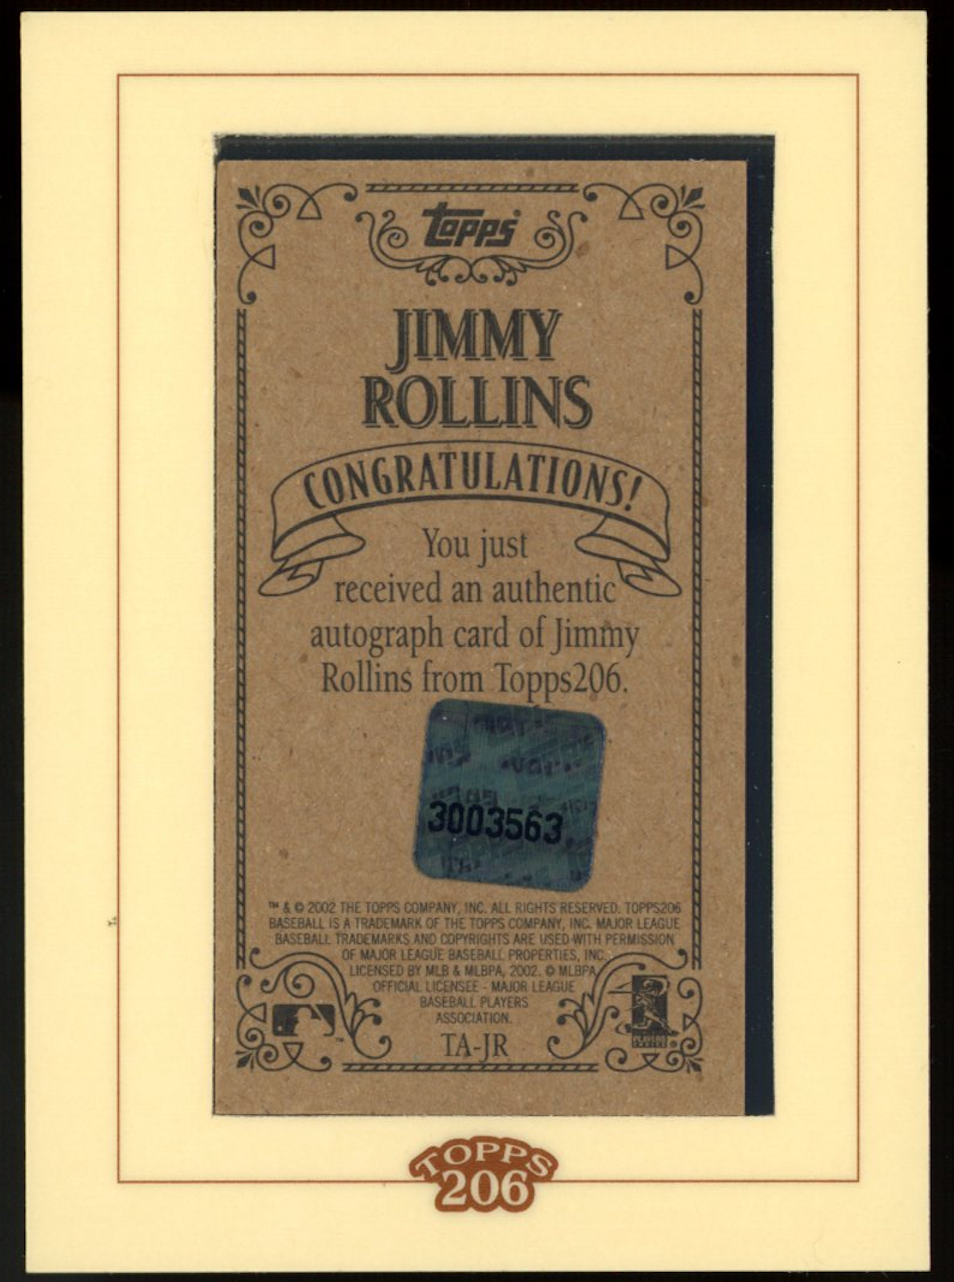 topps
JIMMY
ROLLINS
CONGRATULATIONS!
You just
received an authentic
autograph card of Jimmy
Rollins from Topps206.
3003563
™ & © 2002 THE TOPPS COMPANY, INC. ALL RIGHTS RESERVED. TOPPS206
BASEBALL IS A TRADEMARK OF THE TOPPS COMPANY, INC. MAJOR LEAGUE
BASEBALL TRADEMARKS AND COPYRIGHTS ARE USED WITH PERMISSION
OF MAJOR LEAGUE BASEBALL PROPERTIES, INC.
LICENSED BY MLB & MLBPA, 2002. © MLBPA
OFFICIAL LICENSEE - MAJOR LEAGUE
BASEBALL PLAYERS
ASSOCIATION.
™
PLAYERS
CHOICE ®
TA-JR
TOPPS
206